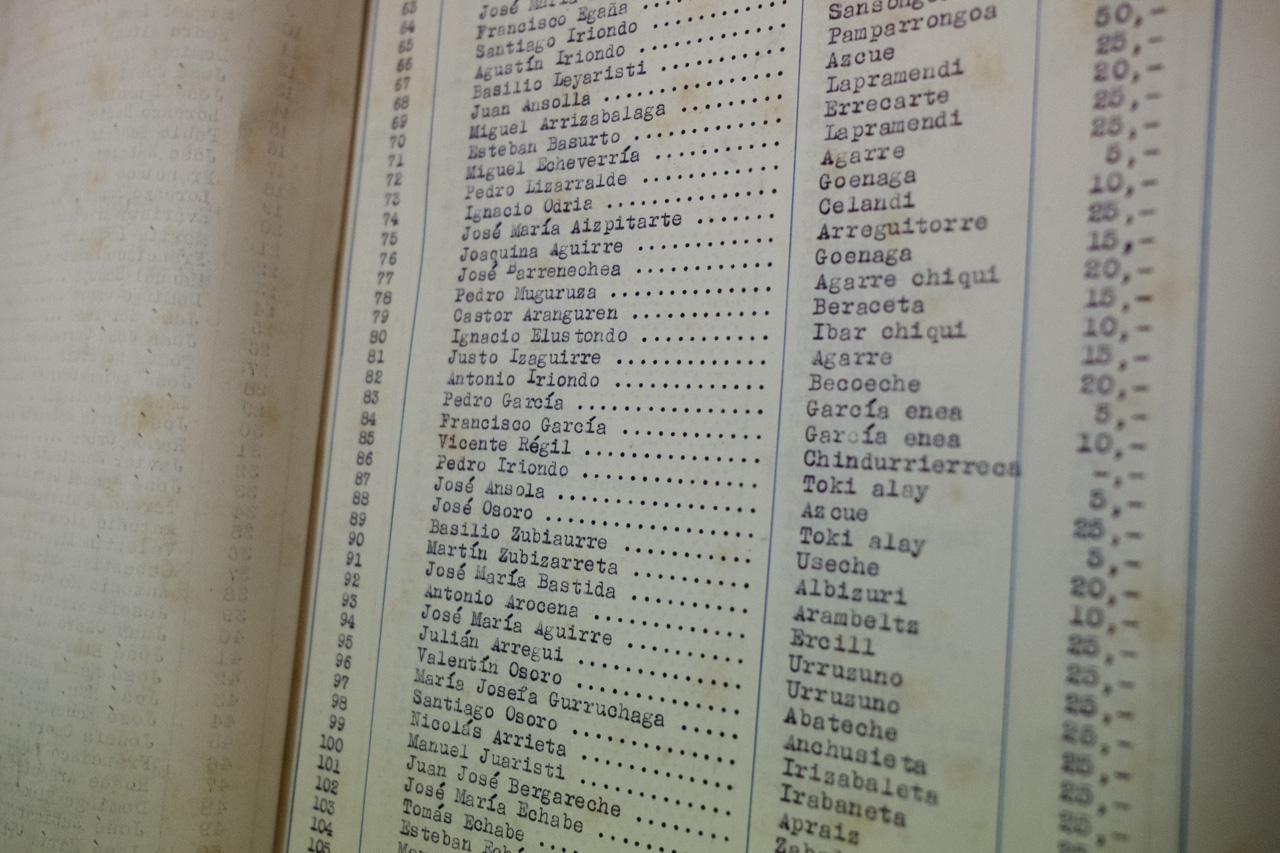 63
64 José María
65 Francisco Egaña ........
66 Santiago Iriondo ........
67 Agustín Iriondo ........
68 Basilio Leyaristi ........ Pamparrongoa
69 Juan Ansolla ........ Azcue 50,-
70 Miguel Arrizabalaga ........ Lapramendi 25,-
71 Esteban Basurto ........ Errecarte 20,-
72 Miguel Echeverría ........ Lapramendi 25,-
73 Pedro Lizarralde ........ Agarre 25,-
74 Ignacio Odria ........ Goenaga 5,-
75 José María Aizpitarte ....... Celandi 10,-
76 Joaquina Aguirre ........ Arreguitorre 25,-
77 José Barrenechea ........ Goenaga 15,-
78 Pedro Muguruza ........ Agarre chiqui 20,-
79 Castor Aranguren ........ Beraceta 15,-
80 Ignacio Elustondo ........ Ibar chiqui 10,-
81 Justo Izaguirre ........ Agarre 15,-
82 Antonio Iriondo ........ Becoeche 20,-
83 Pedro García ........ García enea 5,-
84 Francisco García ........ García enea 10,-
85 Vicente Régil ........ Chindurrierreca -,-
86 Pedro Iriondo ........ Toki alay 5,-
87 José Ansola ........ Azcue 25,-
88 José Osoro ........ Toki alay 5,-
89 Basilio Zubiaurre ........ Useche 20,-
90 Martín Zubizarreta ........ Albizuri 10,-
91 José María Bastida ........ Arambeltz 25,-
92 Antonio Arocena ........ Ercill 25,-
93 José María Aguirre ........ Urruzuno 25,-
94 Julián Arregui ........ Urruzuno 25,-
95 Valentín Osoro ........ Abateche 25,-
96 María Josefa Gurruchaga ..... Anchusieta 25,-
97 Santiago Osoro ........ Irizabaleta 25,-
98 Nicolás Arrieta ........ Irabaneta
99 Manuel Juaristi ........ Apraiz
100 Juan José Bergareche ........
101 José María Echabe ........
102 Tomás Echabe ........
103 Esteban
104
105